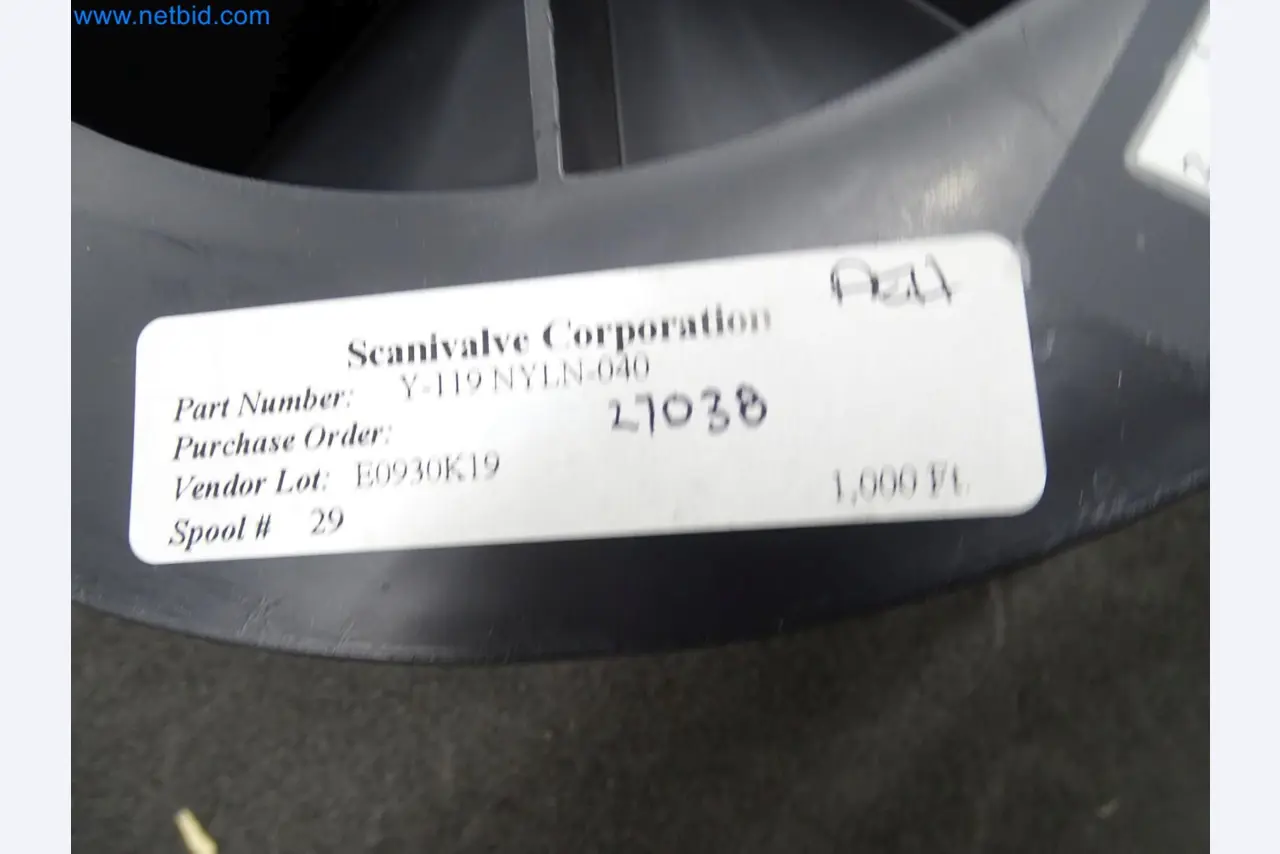 www.netbid.com
Scanivalve Corporation
Part Number: Y-119 NYLN-040
Purchase Order: 27038
Vendor Lot: E0930K19
1,000 Ft.
Spool # 29